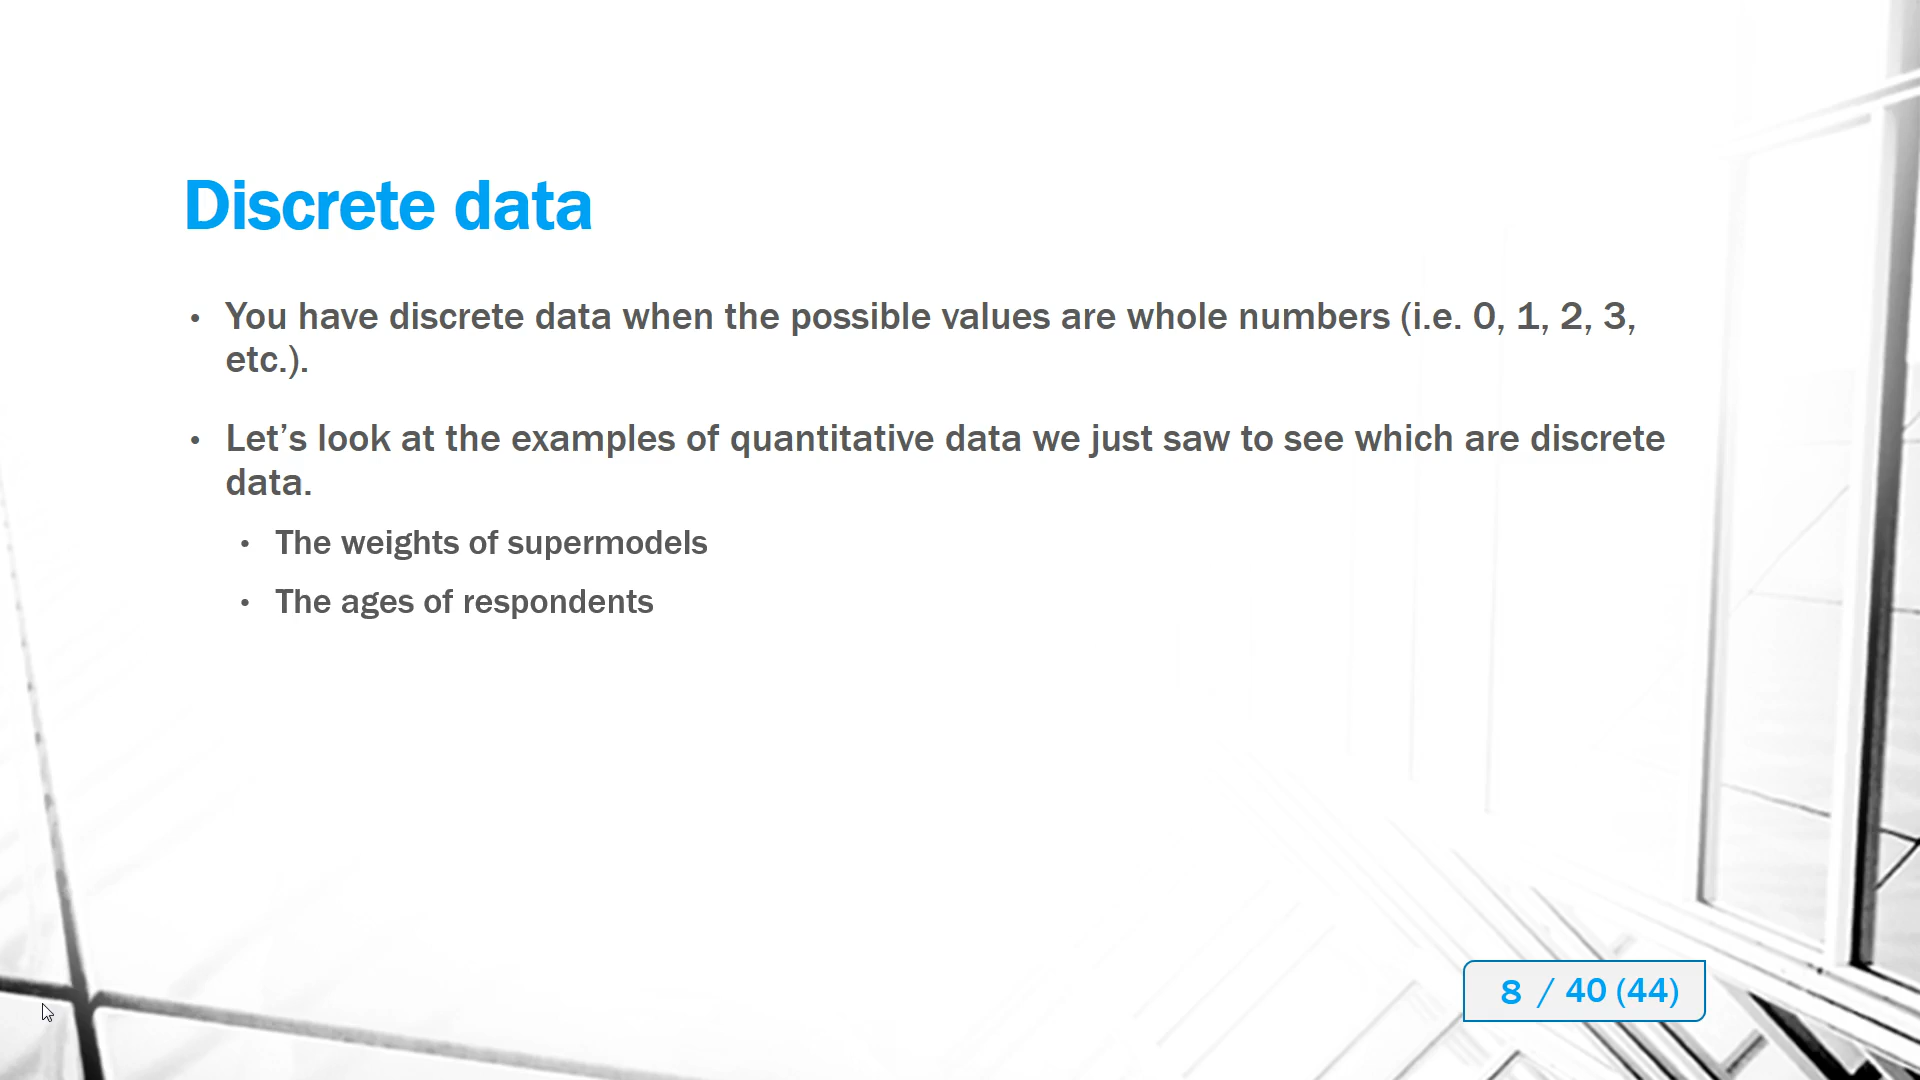 Discrete data
• You have discrete data when the possible values are whole numbers (i.e. 0, 1, 2, 3,
etc.).
• Let’s look at the examples of quantitative data we just saw to see which are discrete
data.
• The weights of supermodels
• The ages of respondents
8 / 40 (44)